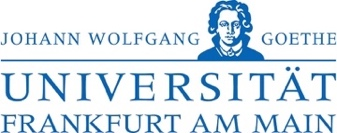 JOHANN WOLFGANG GOETHE
UNIVERSITÄT
FRANKFURT AM MAIN